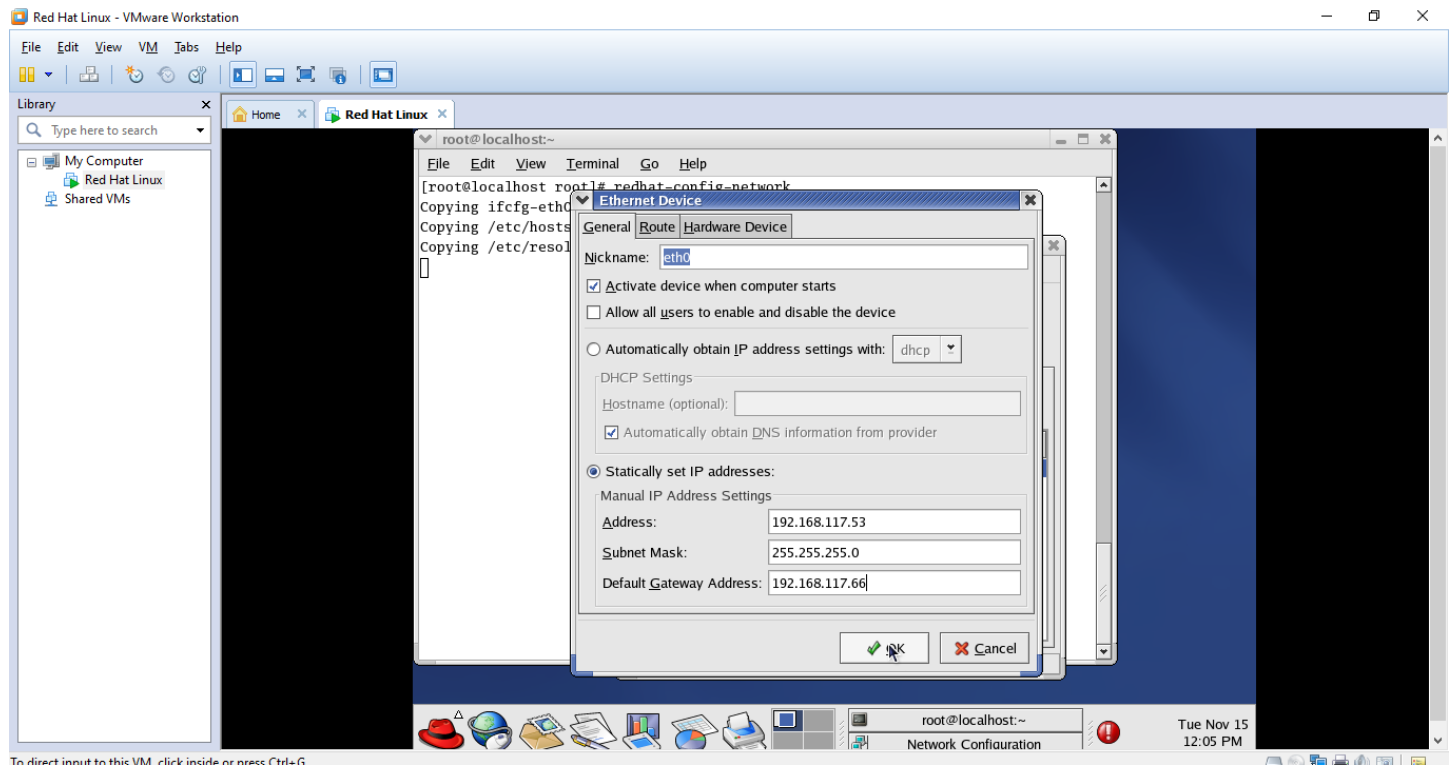 Red Hat Linux - VMware Workstation
File Edit View VM Tabs Help
Library
Type here to search
My Computer
Red Hat Linux
Shared VMs
Home
Red Hat Linux
root@localhost:~
File Edit View Terminal Go Help
[root@localhost root]# redhat-config-network
Copying ifcfg-eth0
Copying /etc/hosts
Copying /etc/resol
Ethernet Device
General Route Hardware Device
Nickname: eth0
Activate device when computer starts
Allow all users to enable and disable the device
Automatically obtain IP address settings with: dhcp
DHCP Settings
Hostname (optional):
Automatically obtain DNS information from provider
Statically set IP addresses:
Manual IP Address Settings
Address: 192.168.117.53
Subnet Mask: 255.255.255.0
Default Gateway Address: 192.168.117.66
OK Cancel
root@localhost:~
Network Configuration
Tue Nov 15
12:05 PM
To direct input to this VM, click inside or press Ctrl+G.